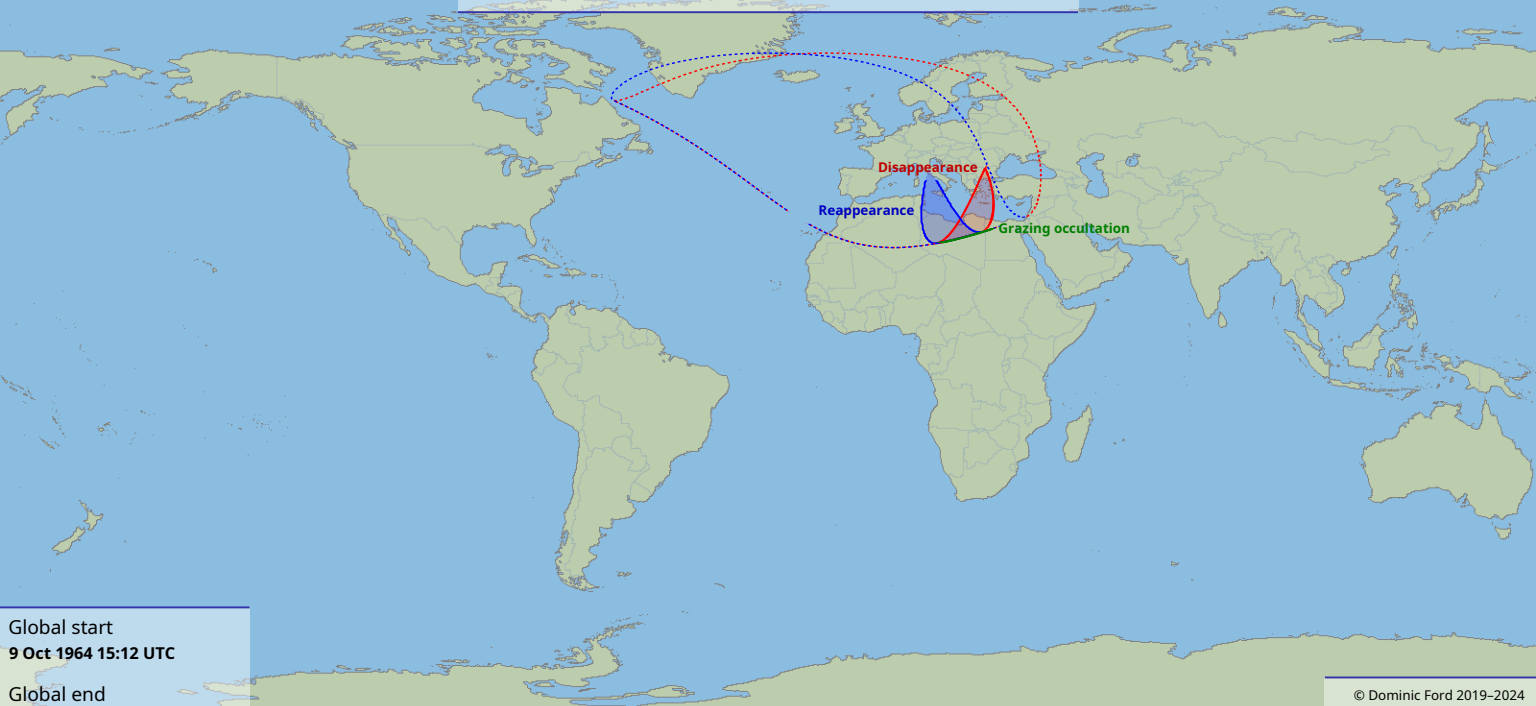 Disappearance
Reappearance
Grazing occultation
Global start
9 Oct 1964 15:12 UTC
Global end
© Dominic Ford 2019–2024